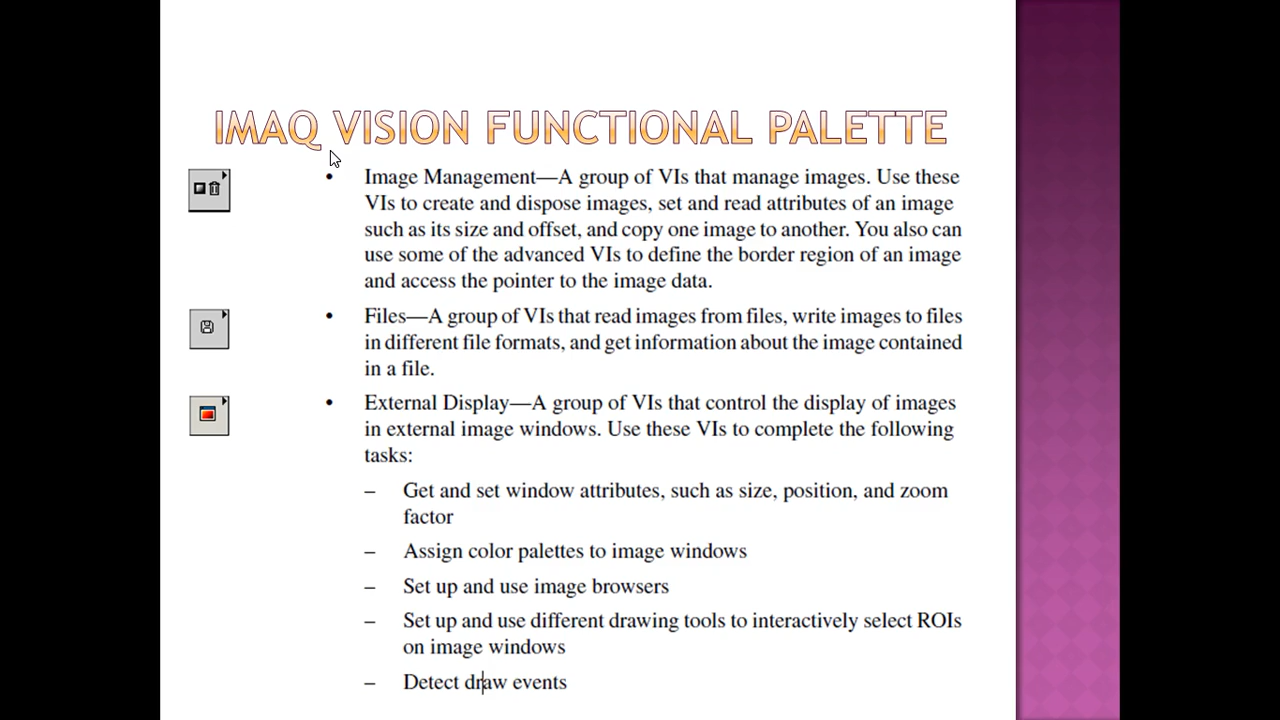 IMAQ VISION FUNCTIONAL PALETTE
• Image Management—A group of VIs that manage images. Use these
VIs to create and dispose images, set and read attributes of an image
such as its size and offset, and copy one image to another. You also can
use some of the advanced VIs to define the border region of an image
and access the pointer to the image data.
• Files—A group of VIs that read images from files, write images to files
in different file formats, and get information about the image contained
in a file.
• External Display—A group of VIs that control the display of images
in external image windows. Use these VIs to complete the following
tasks:
– Get and set window attributes, such as size, position, and zoom
factor
– Assign color palettes to image windows
– Set up and use image browsers
– Set up and use different drawing tools to interactively select ROIs
on image windows
– Detect draw events